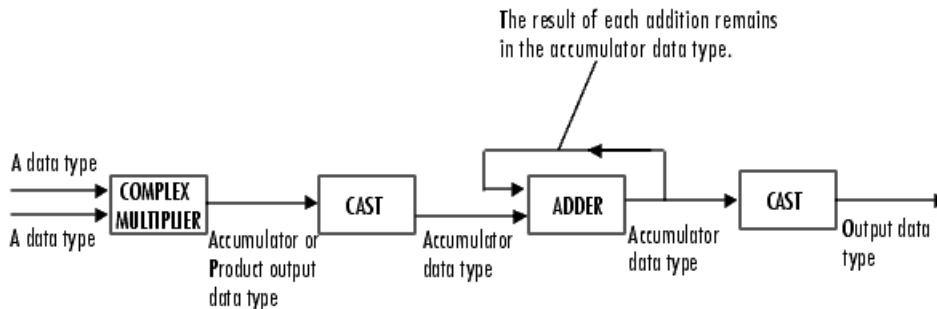 The result of each addition remains
in the accumulator data type.
A data type
A data type
COMPLEX
MULTIPLIER
Accumulator or
Product output
data type
CAST
Accumulator
data type
ADDER
Accumulator
data type
CAST
Output data
type